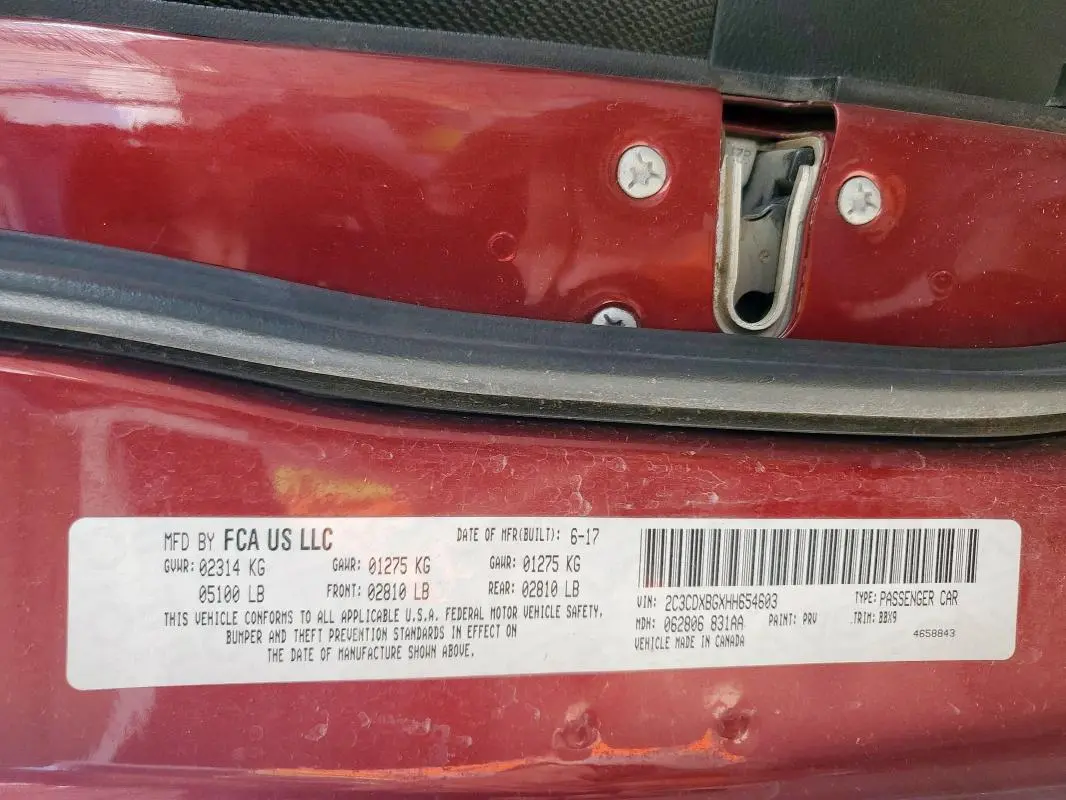 MFD BY FCA US LLC DATE OF MFR(BUILT): 6-17
GVWR: 02314 KG GAWR: 01275 KG GAWR: 01275 KG
05100 LB FRONT: 02810 LB REAR: 02810 LB
THIS VEHICLE CONFORMS TO ALL APPLICABLE U.S.A. FEDERAL MOTOR VEHICLE SAFETY,
BUMPER AND THEFT PREVENTION STANDARDS IN EFFECT ON
THE DATE OF MANUFACTURE SHOWN ABOVE.
VIN: 2C3CDXBGXHH654603 TYPE: PASSENGER CAR
MDH: 062806 831AA PAINT: PRV TRIM: BBX9
VEHICLE MADE IN CANADA 4658843